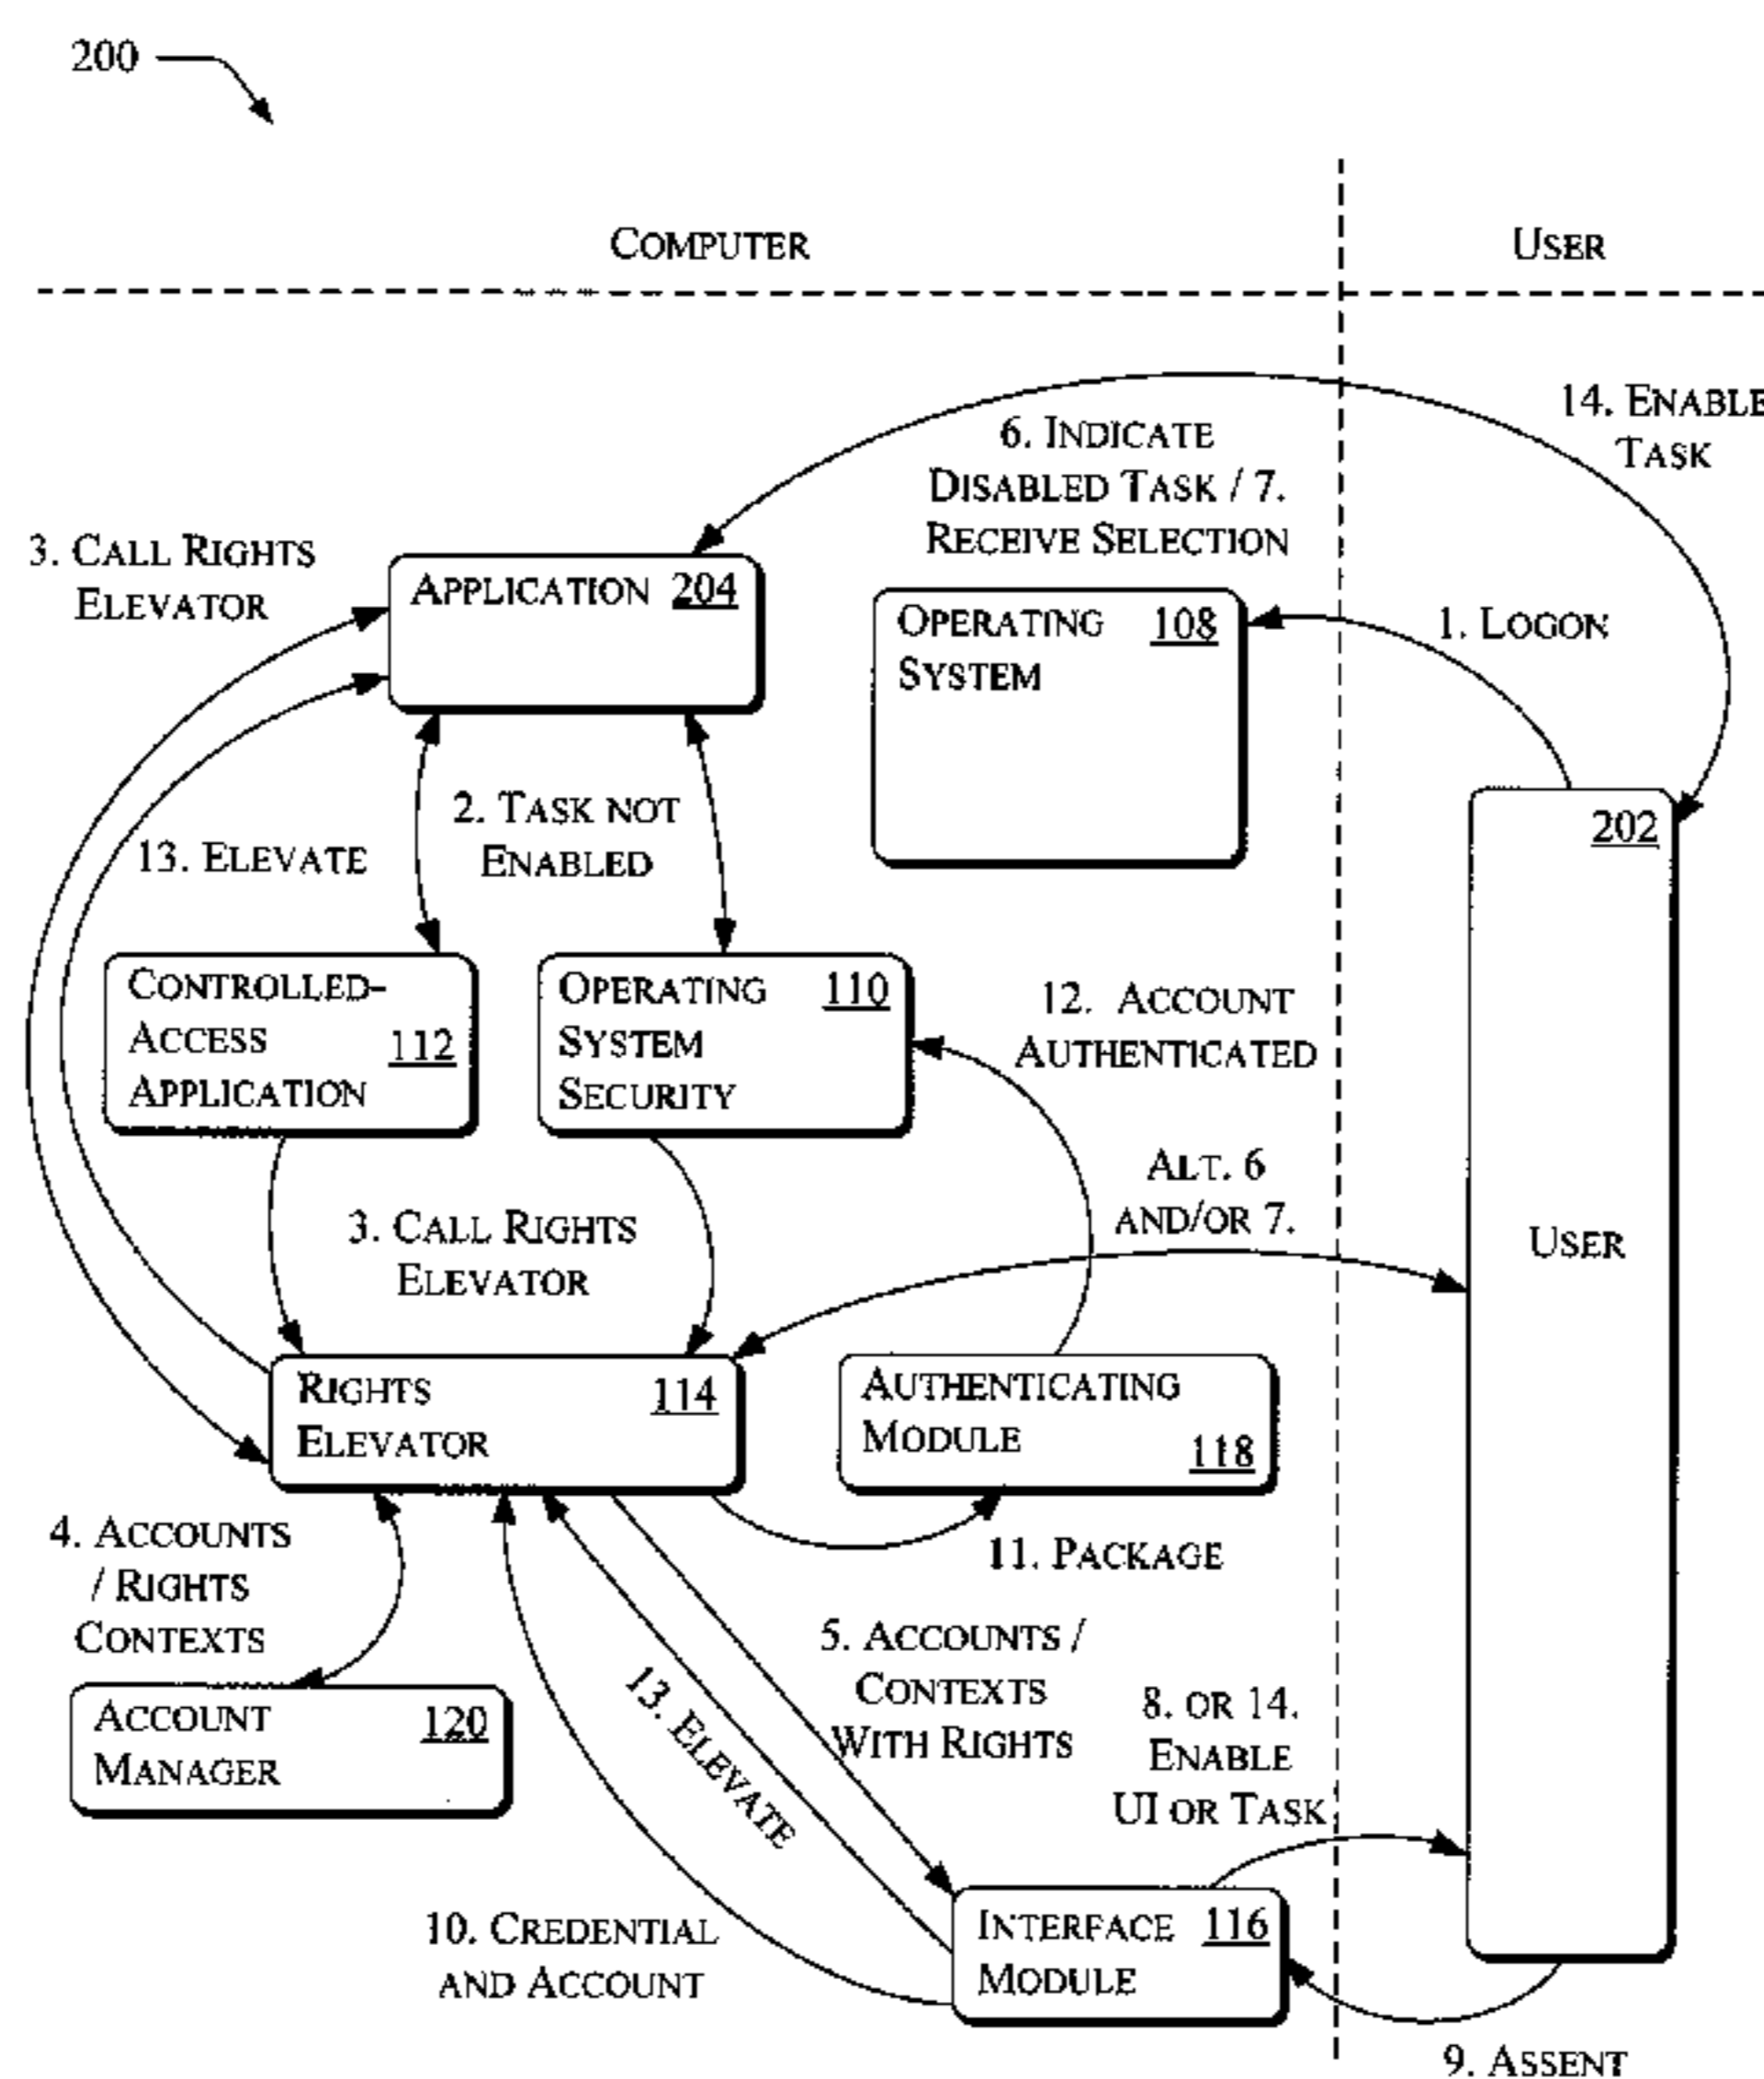 200
COMPUTER
USER
14. ENABLE
TASK
6. INDICATE
DISABLED TASK / 7.
RECEIVE SELECTION
3. CALL RIGHTS
ELEVATOR
APPLICATION 204
OPERATING 108
SYSTEM
1. LOGON
2. TASK NOT
ENABLED
13. ELEVATE
202
USER
CONTROLLED-
ACCESS 112
APPLICATION
OPERATING 110
SYSTEM
SECURITY
12. ACCOUNT
AUTHENTICATED
ALT. 6
AND/OR 7.
3. CALL RIGHTS
ELEVATOR
RIGHTS 114
ELEVATOR
AUTHENTICATING
MODULE 118
4. ACCOUNTS
/ RIGHTS
CONTEXTS
11. PACKAGE
5. ACCOUNTS /
CONTEXTS
WITH RIGHTS
13. ELEVATE
ACCOUNT 120
MANAGER
8. OR 14.
ENABLE
UI OR TASK
10. CREDENTIAL
AND ACCOUNT
INTERFACE 116
MODULE
9. ASSENT